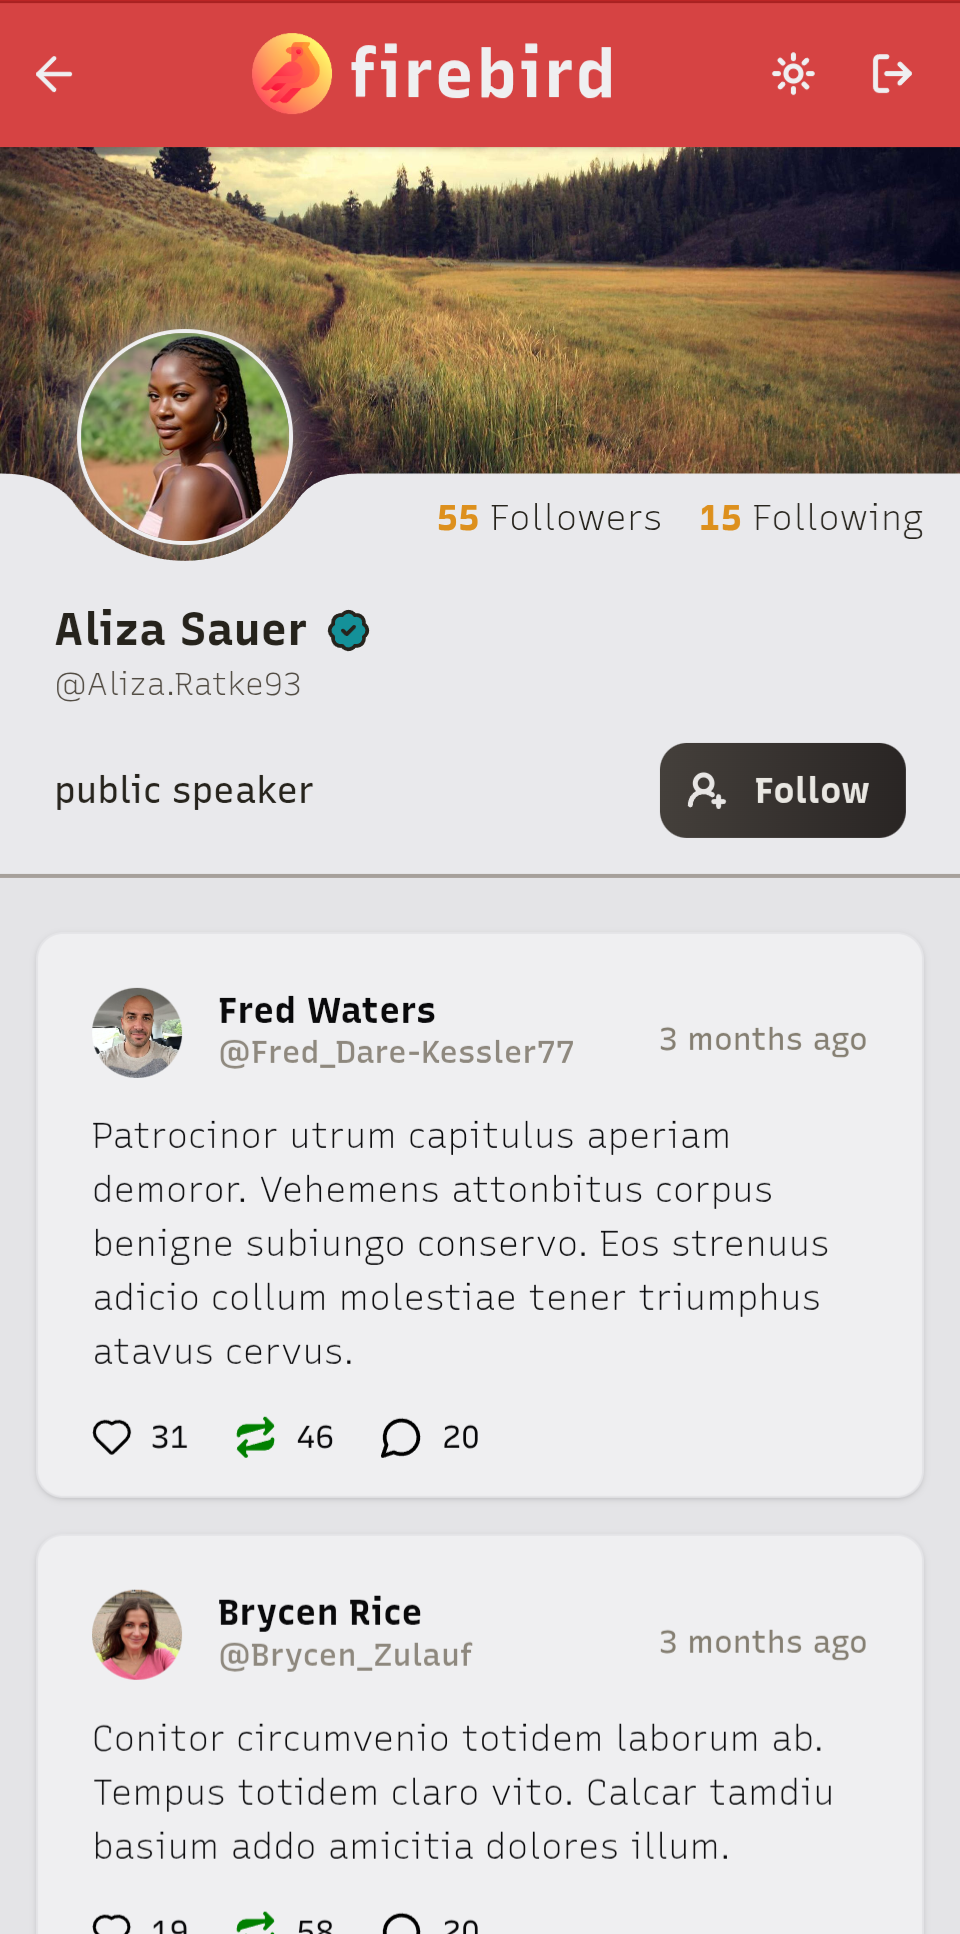 firebird
55 Followers 15 Following
Aliza Sauer
@Aliza.Ratke93
public speaker
Follow
Fred Waters
@Fred_Dare-Kessler77
3 months ago
Patrocinor utrum capitulus aperiam
demoror. Vehemens attonbitus corpus
benigne subiungo conservo. Eos strenuus
adicio collum molestiae tener triumphus
atavus cervus.
31 46 20
Brycen Rice
@Brycen_Zulauf
3 months ago
Conitor circumvenio totidem laborum ab.
Tempus totidem claro vito. Calcar tamdiu
basium addo amicitia dolores illum.
19 58 20